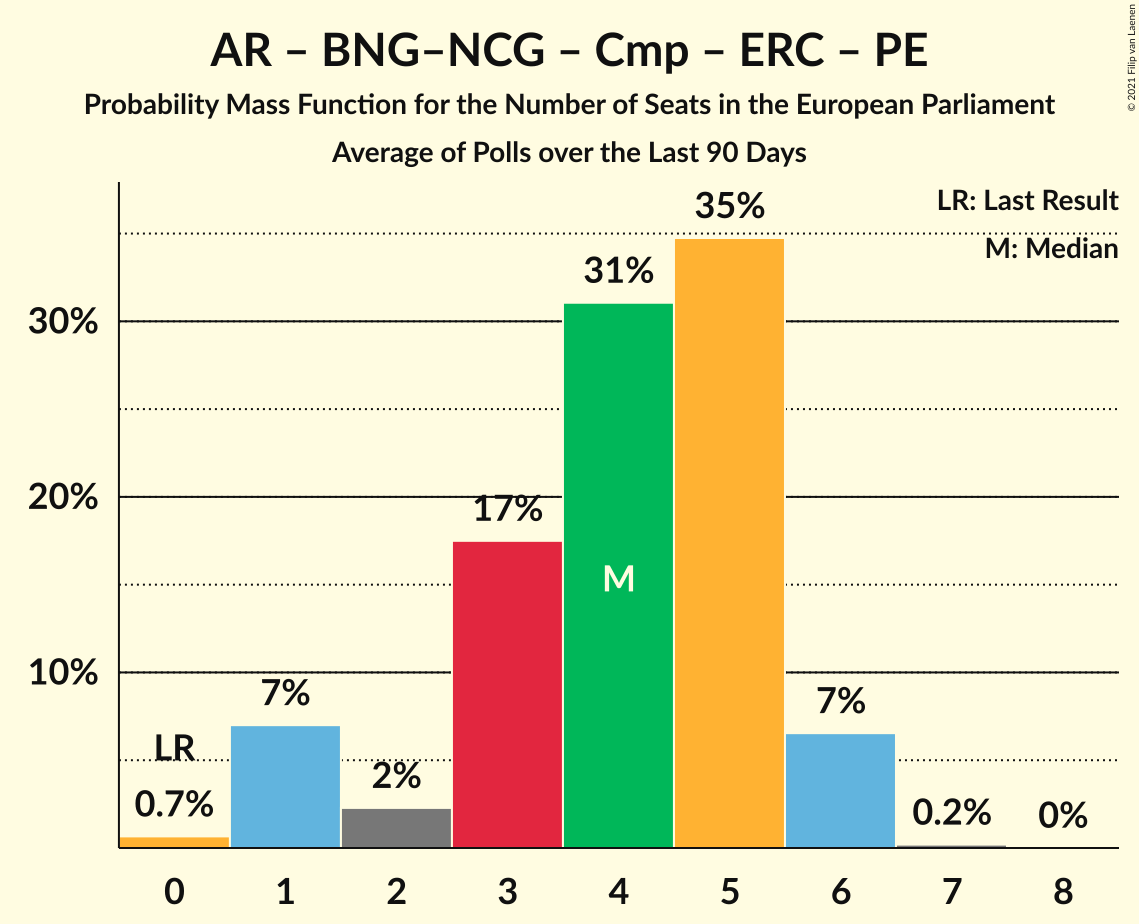 AR – BNG–NCG – Cmp – ERC – PE
Probability Mass Function for the Number of Seats in the European Parliament
Average of Polls over the Last 90 Days
© 2021 Filip van Laenen
LR: Last Result
M: Median
35%
31%
30%
20%
17%
M
10%
7%
7%
LR
2%
0.7%
0.2%
0%
0 1 2 3 4 5 6 7 8